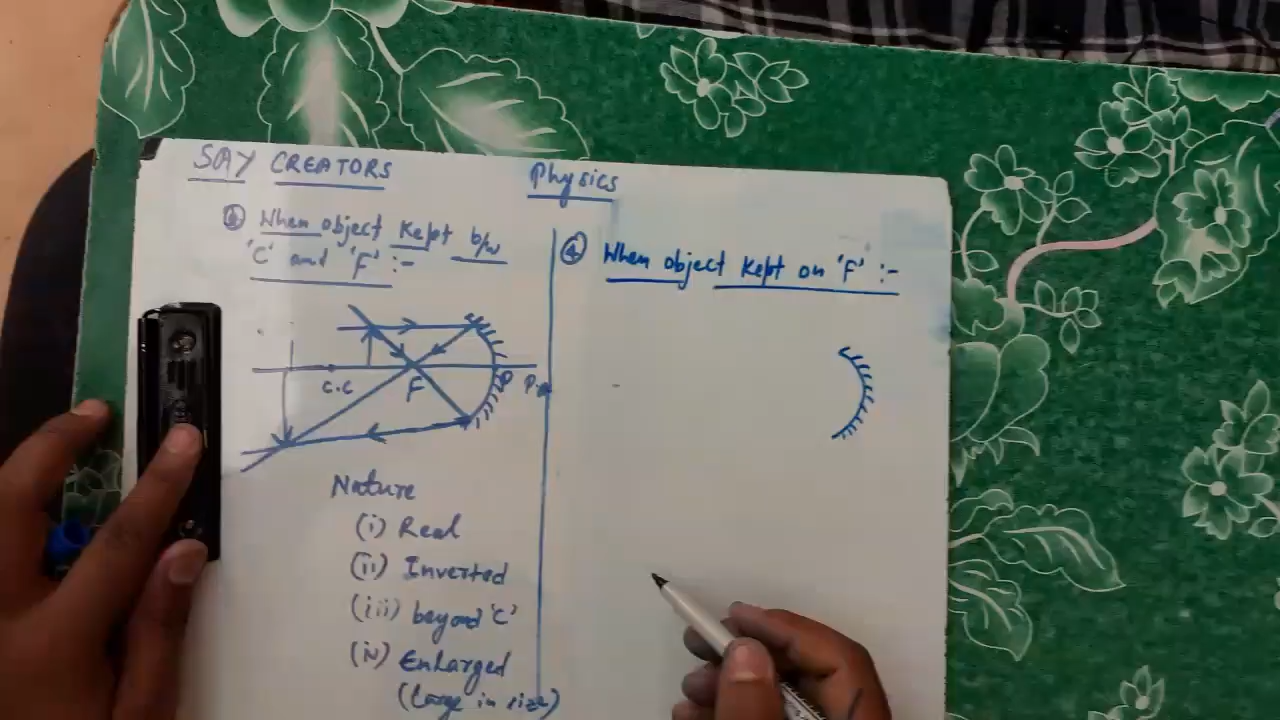 SAY CREATORS
Physics
③ When object Kept b/w
'C' and 'F' :-
C.C
F
P
Nature
(i) Real
(ii) Inverted
(iii) beyond 'C'
(iv) Enlarged
(large in size)
④ When object Kept on 'F' :-